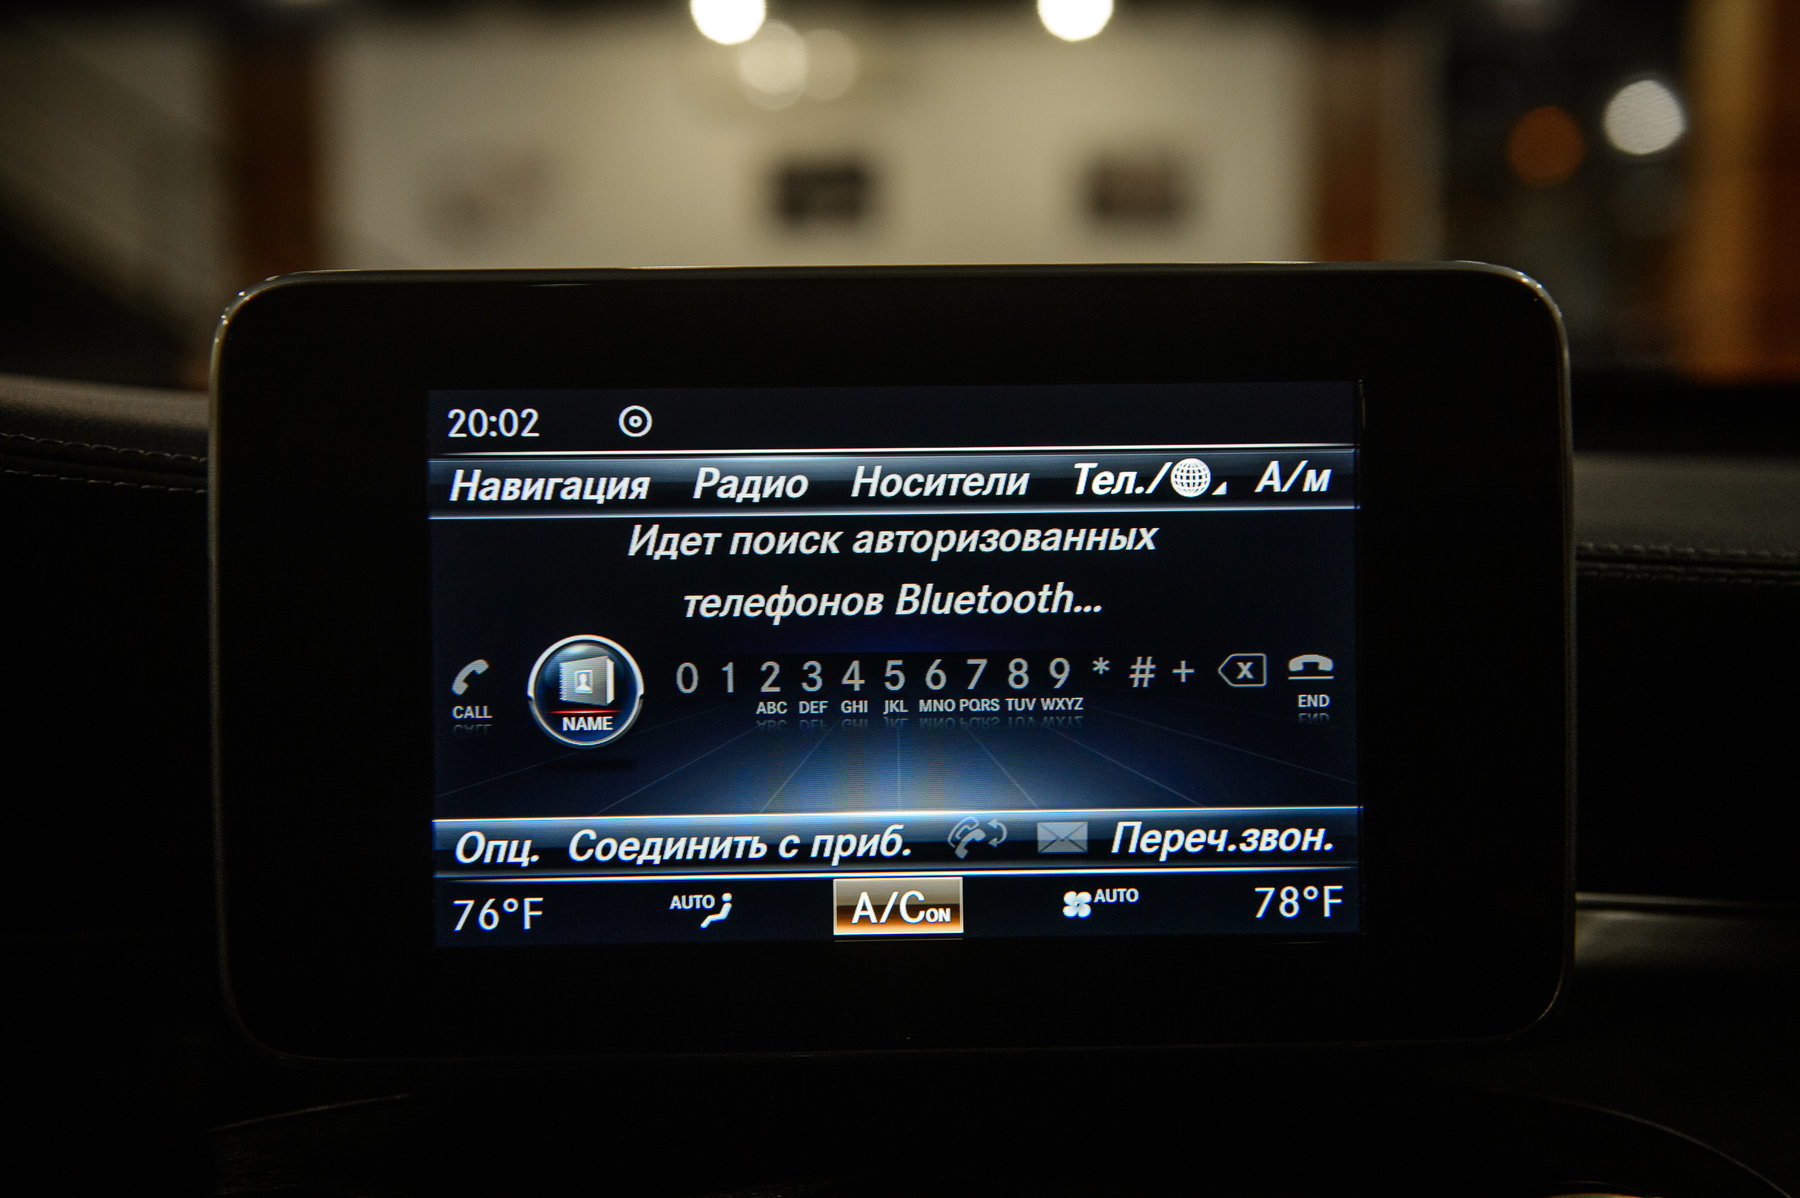 20:02
Навигация Радио Носители Тел./ А/м
Идет поиск авторизованных
телефонов Bluetooth...
0 1 2 3 4 5 6 7 8 9 * # + x
CALL NAME ABC DEF GHI JKL MNO PQRS TUV WXYZ END
Опц. Соединить с приб. Переч.звон.
76°F AUTO A/C ON AUTO 78°F